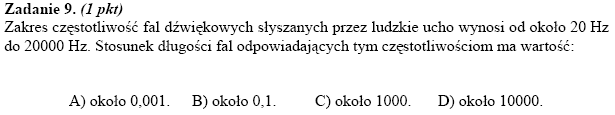 Zadanie 9. (1 pkt)
Zakres częstotliwość fal dźwiękowych słyszanych przez ludzkie ucho wynosi od około 20 Hz
do 20000 Hz. Stosunek długości fal odpowiadających tym częstotliwościom ma wartość:
A) około 0,001. B) około 0,1. C) około 1000. D) około 10000.